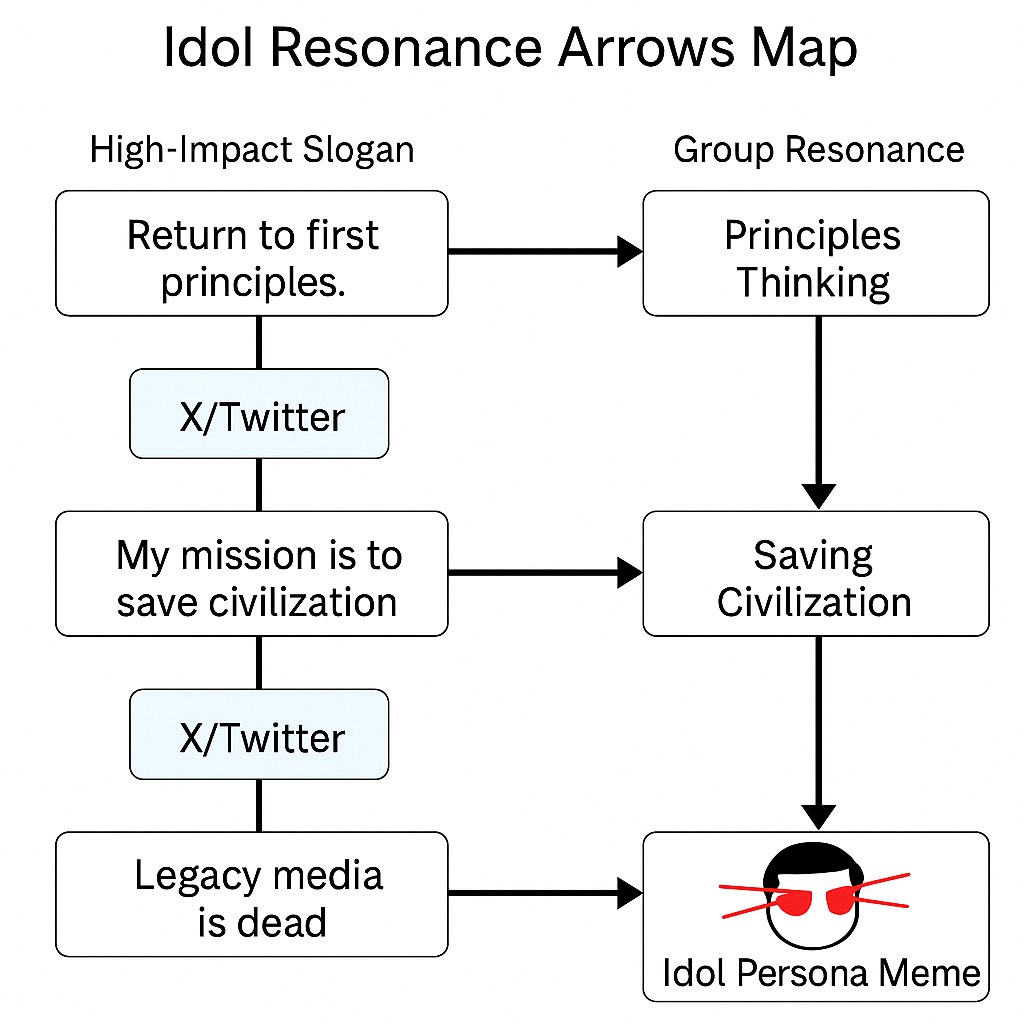 Idol Resonance Arrows Map
High-Impact Slogan
Group Resonance
Return to first
principles.
Principles
Thinking
X/Twitter
My mission is to
save civilization
Saving
Civilization
X/Twitter
Legacy media
is dead
Idol Persona Meme